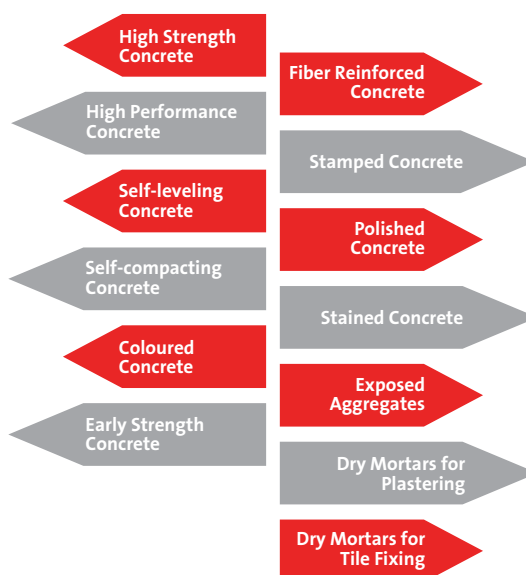 High Strength
Concrete
High Performance
Concrete
Self-leveling
Concrete
Self-compacting
Concrete
Coloured
Concrete
Early Strength
Concrete
Fiber Reinforced
Concrete
Stamped Concrete
Polished
Concrete
Stained Concrete
Exposed
Aggregates
Dry Mortars for
Plastering
Dry Mortars for
Tile Fixing